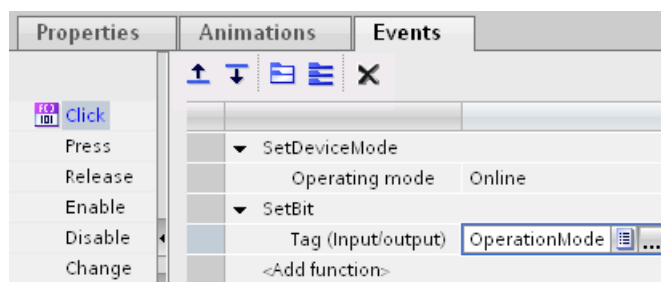 Properties Animations Events
Click
Press
Release
Enable
Disable
Change
SetDeviceMode
Operating mode Online
SetBit
Tag (Input/output) OperationMode ...
<Add function>